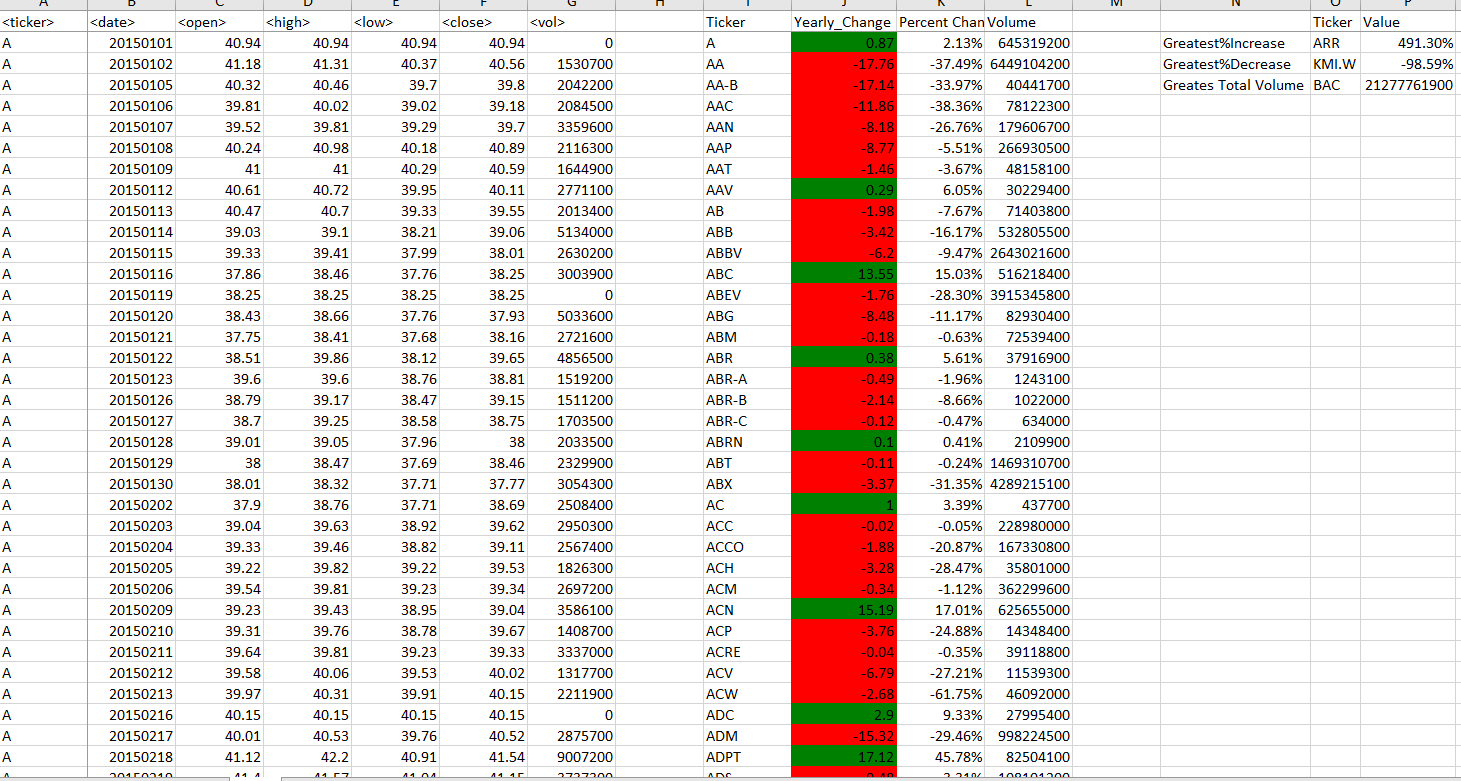 A B C D E F G H I J K L M N O P
<ticker> <date> <open> <high> <low> <close> <vol> Ticker Yearly_Change Percent Chan Volume Ticker Value
A 20150101 40.94 40.94 40.94 40.94 0 A 0.87 2.13% 645319200 Greatest%Increase ARR 491.30%
A 20150102 41.18 41.31 40.37 40.56 1530700 AA -17.76 -37.49% 6449104200 Greatest%Decrease KMI.W -98.59%
A 20150105 40.32 40.46 39.7 39.8 2042200 AA-B -17.14 -33.97% 40441700 Greates Total Volume BAC 21277761900
A 20150106 39.81 40.02 39.02 39.18 2084500 AAC -11.86 -38.36% 78122300
A 20150107 39.52 39.81 39.29 39.7 3359600 AAN -8.18 -26.76% 179606700
A 20150108 40.24 40.98 40.18 40.89 2116300 AAP -8.77 -5.51% 266930500
A 20150109 41 41 40.29 40.59 1644900 AAT -1.46 -3.67% 48158100
A 20150112 40.61 40.72 39.95 40.11 2771100 AAV 0.29 6.05% 30229400
A 20150113 40.47 40.7 39.33 39.55 2013400 AB -1.98 -7.67% 71403800
A 20150114 39.03 39.1 38.21 39.06 5134000 ABB -3.42 -16.17% 532805500
A 20150115 39.33 39.41 37.99 38.01 2630200 ABBV -6.2 -9.47% 2643021600
A 20150116 37.86 38.46 37.76 38.25 3003900 ABC 13.55 15.03% 516218400
A 20150119 38.25 38.25 38.25 38.25 0 ABEV -1.76 -28.30% 3915345800
A 20150120 38.43 38.66 37.76 37.93 5033600 ABG -8.48 -11.17% 82930400
A 20150121 37.75 38.41 37.68 38.16 2721600 ABM -0.18 -0.63% 72539400
A 20150122 38.51 39.86 38.12 39.65 4856500 ABR 0.38 5.61% 37916900
A 20150123 39.6 39.6 38.76 38.81 1519200 ABR-A -0.49 -1.96% 1243100
A 20150126 38.79 39.17 38.47 39.15 1511200 ABR-B -2.14 -8.66% 1022000
A 20150127 38.7 39.25 38.58 38.75 1703500 ABR-C -0.12 -0.47% 634000
A 20150128 39.01 39.05 37.96 38 2033500 ABRN 0.1 0.41% 2109900
A 20150129 38 38.47 37.69 38.46 2329900 ABT -0.11 -0.24% 1469310700
A 20150130 38.01 38.32 37.71 37.77 3054300 ABX -3.37 -31.35% 4289215100
A 20150202 37.9 38.76 37.71 38.69 2508400 AC 1 3.39% 437700
A 20150203 39.04 39.63 38.92 39.62 2950300 ACC -0.02 -0.05% 228980000
A 20150204 39.33 39.46 38.82 39.11 2567400 ACCO -1.88 -20.87% 167330800
A 20150205 39.22 39.82 39.22 39.53 1826300 ACH -3.28 -28.47% 35801000
A 20150206 39.54 39.81 39.23 39.34 2697200 ACM -0.34 -1.12% 362299600
A 20150209 39.23 39.43 38.95 39.04 3586100 ACN 15.19 17.01% 625655000
A 20150210 39.31 39.76 38.78 39.67 1408700 ACP -3.76 -24.88% 14348400
A 20150211 39.64 39.81 39.23 39.33 3337000 ACRE -0.04 -0.35% 39118800
A 20150212 39.58 40.06 39.53 40.02 1317700 ACV -6.79 -27.21% 11539300
A 20150213 39.97 40.31 39.91 40.15 2211900 ACW -2.68 -61.75% 46092000
A 20150216 40.15 40.15 40.15 40.15 0 ADC 2.9 9.33% 27995400
A 20150217 40.01 40.53 39.76 40.52 2875700 ADM -15.32 -29.46% 998224500
A 20150218 41.12 42.2 40.91 41.54 9007200 ADPT 17.12 45.78% 82504100